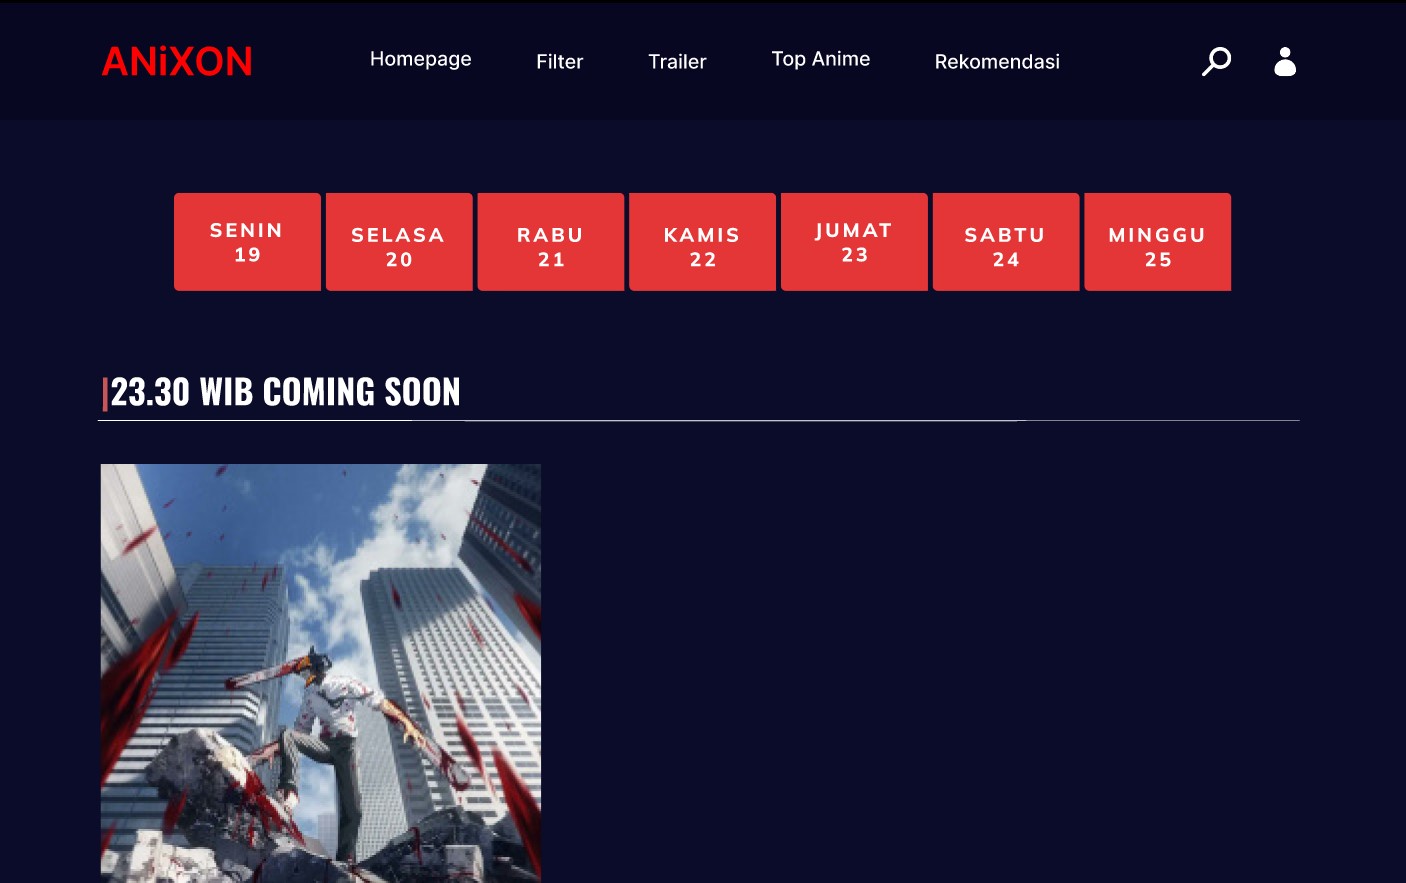 ANiXON Homepage Filter Trailer Top Anime Rekomendasi
SENIN SELASA RABU KAMIS JUMAT SABTU MINGGU
19 20 21 22 23 24 25
23.30 WIB COMING SOON